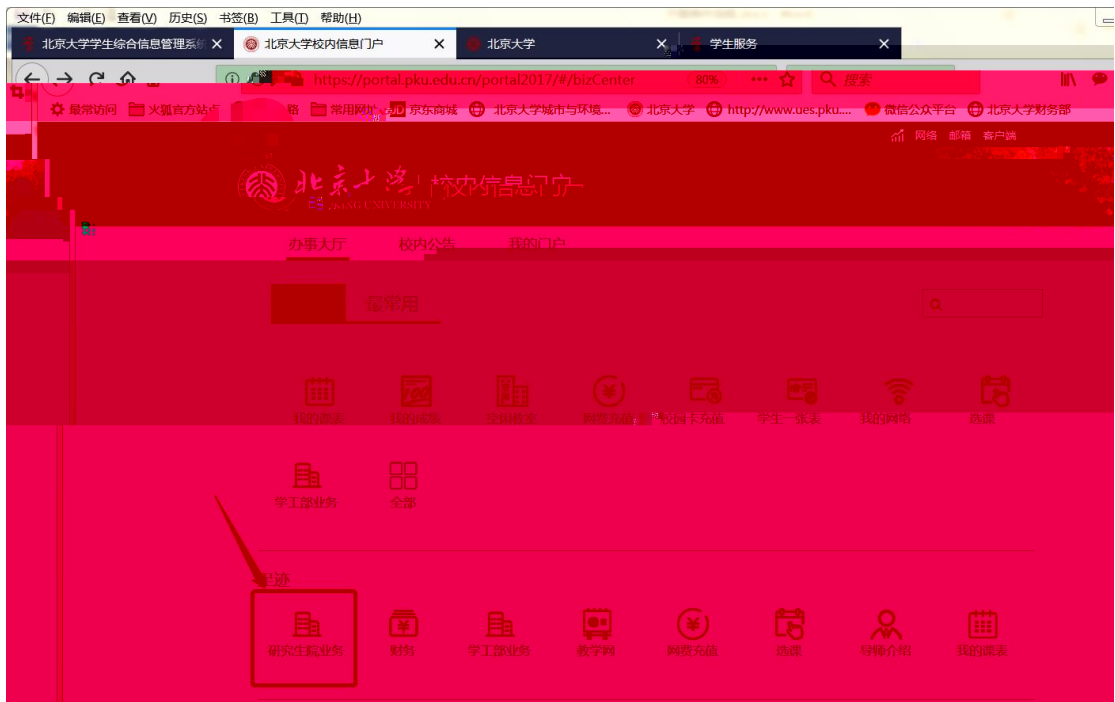 文件(F) 编辑(E) 查看(V) 历史(S) 书签(B) 工具(T) 帮助(H)
北京大学学生综合信息管理系统 北京大学校内信息门户 北京大学 学生服务
https://portal.pku.edu.cn/portal2017/#/bizCenter 80% 搜索
最常访问 火狐官方站点 常用网址 京东商城 北京大学城市与环境... 北京大学 http://www.ues.pku.... 微信公众平台 北京大学财务部
网络 邮箱 客户端
北京大学 校内信息门户
PEKING UNIVERSITY
办事大厅 校内公告 我的门户
最常用
我的课表 我的成绩 空闲教室 网费充值 校园卡充值 学生一张表 我的网络 选课
学工部业务 全部
足迹
研究生院业务 财务 学工部业务 教学网 网费充值 选课 导师介绍 我的课表